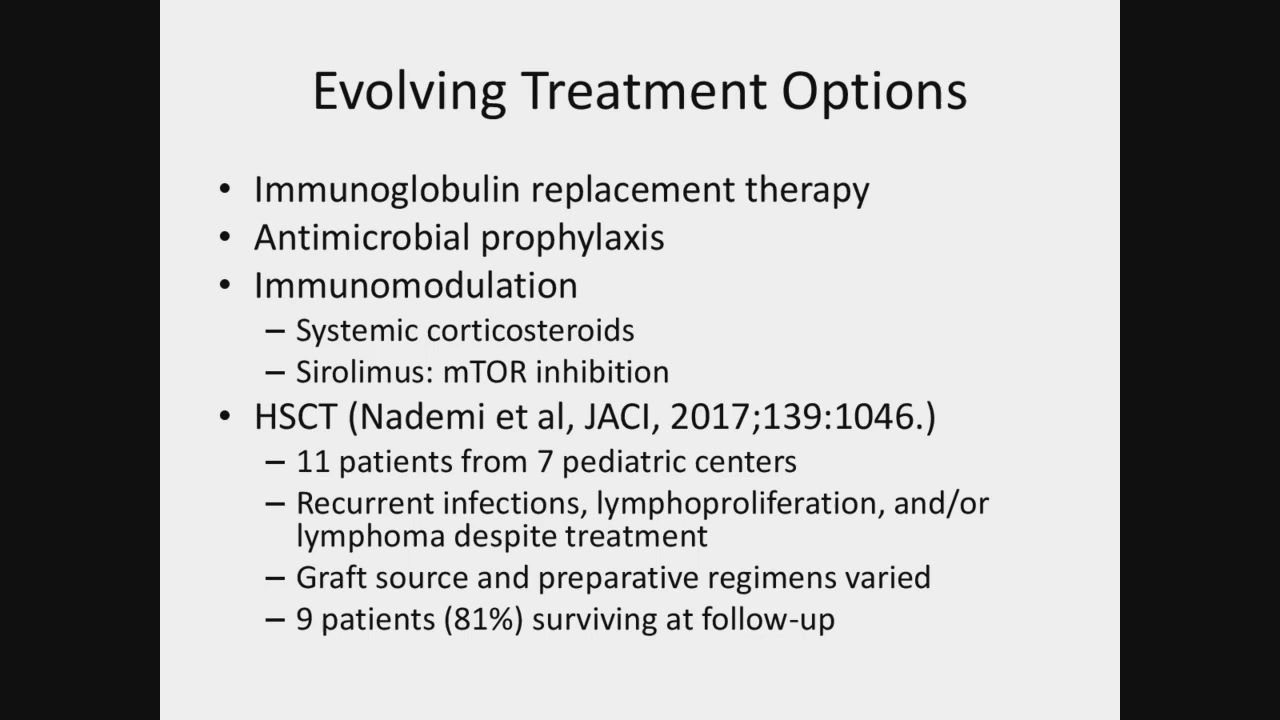 Evolving Treatment Options
• Immunoglobulin replacement therapy
• Antimicrobial prophylaxis
• Immunomodulation
– Systemic corticosteroids
– Sirolimus: mTOR inhibition
• HSCT (Nademi et al, JACI, 2017;139:1046.)
– 11 patients from 7 pediatric centers
– Recurrent infections, lymphoproliferation, and/or
lymphoma despite treatment
– Graft source and preparative regimens varied
– 9 patients (81%) surviving at follow-up